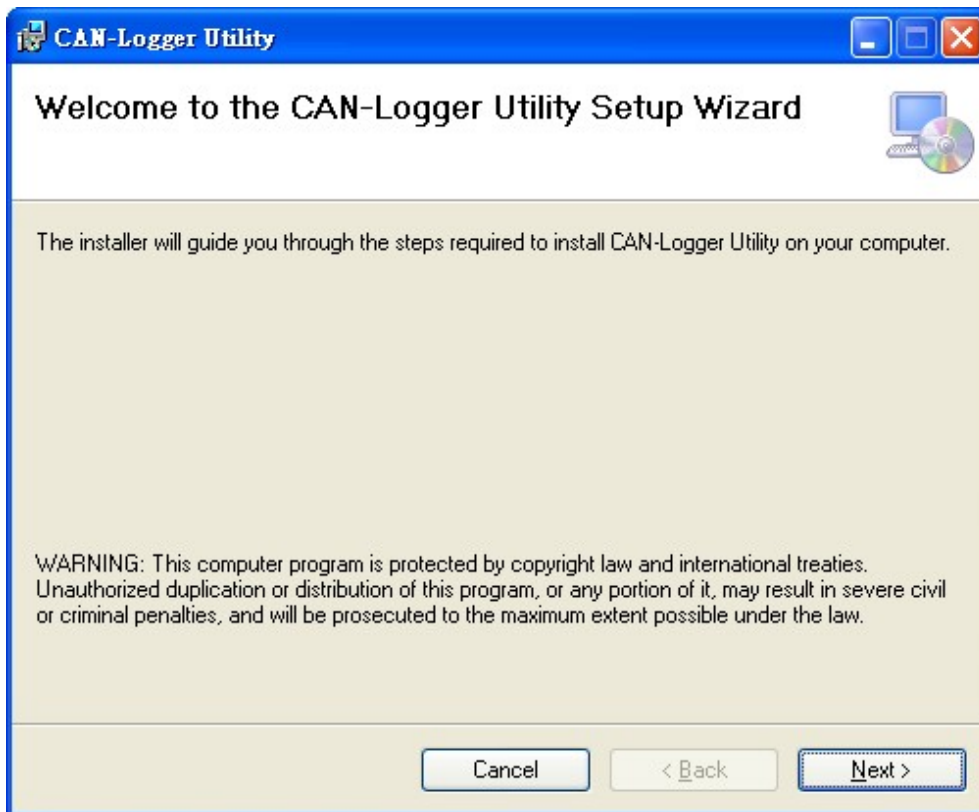 CAN-Logger Utility
Welcome to the CAN-Logger Utility Setup Wizard
The installer will guide you through the steps required to install CAN-Logger Utility on your computer.
WARNING: This computer program is protected by copyright law and international treaties.
Unauthorized duplication or distribution of this program, or any portion of it, may result in severe civil
or criminal penalties, and will be prosecuted to the maximum extent possible under the law.
Cancel
< Back
Next >